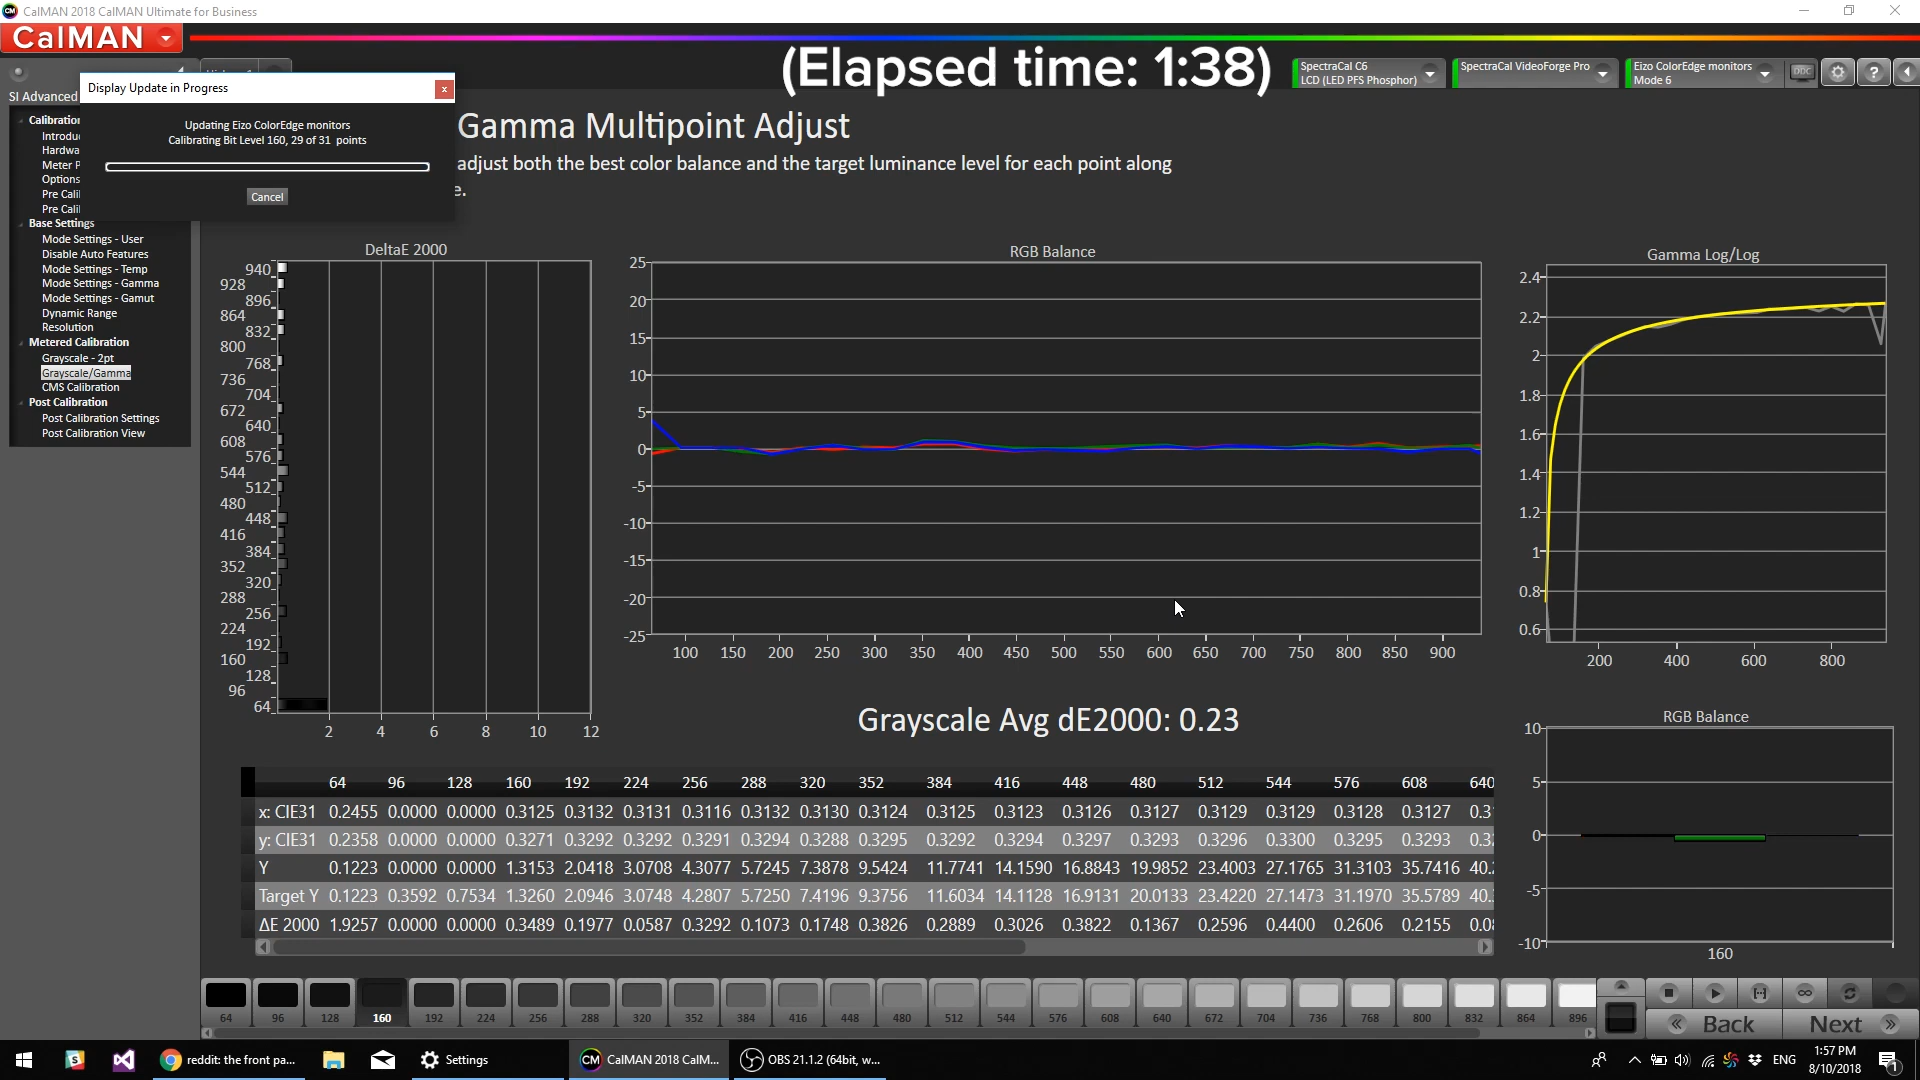 CalMAN 2018 CalMAN Ultimate for Business
CalMAN
(Elapsed time: 1:38)
SpectraCal C6
LCD (LED PFS Phosphor)
SpectraCal VideoForge Pro
Eizo ColorEdge monitors
Mode 6
DDC
?
SI Advanced
Display Update in Progress
x
Updating Eizo ColorEdge monitors
Calibrating Bit Level 160, 29 of 31 points
Cancel
Gamma Multipoint Adjust
adjust both the best color balance and the target luminance level for each point along
e.
Calibration
Introdu
Hardwa
Meter P
Options
Pre Cali
Pre Cali
Base Settings
Mode Settings - User
Disable Auto Features
Mode Settings - Temp
Mode Settings - Gamma
Mode Settings - Gamut
Dynamic Range
Resolution
Metered Calibration
Grayscale - 2pt
Grayscale/Gamma
CMS Calibration
Post Calibration
Post Calibration Settings
Post Calibration View
DeltaE 2000
940
928
896
864
832
800
768
736
704
672
640
608
576
544
512
480
448
416
384
352
320
288
256
224
192
160
128
96
64
2 4 6 8 10 12
RGB Balance
25
20
15
10
5
0
-5
-10
-15
-20
-25
100 150 200 250 300 350 400 450 500 550 600 650 700 750 800 850 900
Gamma Log/Log
2.4
2.2
2
1.8
1.6
1.4
1.2
1
0.8
0.6
200 400 600 800
Grayscale Avg dE2000: 0.23
64 96 128 160 192 224 256 288 320 352 384 416 448 480 512 544 576 608 640
x: CIE31 0.2455 0.0000 0.0000 0.3125 0.3132 0.3131 0.3116 0.3132 0.3130 0.3124 0.3125 0.3123 0.3126 0.3127 0.3129 0.3129 0.3128 0.3127 0.3
y: CIE31 0.2358 0.0000 0.0000 0.3271 0.3292 0.3292 0.3291 0.3294 0.3288 0.3295 0.3292 0.3294 0.3297 0.3293 0.3296 0.3300 0.3295 0.3293 0.3
Y 0.1223 0.0000 0.0000 1.3153 2.0418 3.0708 4.3077 5.7245 7.3878 9.5424 11.7741 14.1590 16.8843 19.9852 23.4003 27.1765 31.3103 35.7416 40.
Target Y 0.1223 0.3592 0.7534 1.3260 2.0946 3.0748 4.2807 5.7250 7.4196 9.3756 11.6034 14.1128 16.9131 20.0133 23.4220 27.1473 31.1970 35.5789 40.
ΔE 2000 1.9257 0.0000 0.0000 0.3489 0.1977 0.0587 0.3292 0.1073 0.1748 0.3826 0.2889 0.3026 0.3822 0.1367 0.2596 0.4400 0.2606 0.2155 0.0
RGB Balance
10
5
0
-5
-10
160
64 96 128 160 192 224 256 288 320 352 384 416 448 480 512 544 576 608 640 672 704 736 768 800 832 864 896
Back
Next
reddit: the front pa...
Settings
CM
CalMAN 2018 CalM...
OBS 21.1.2 (64bit, w...
ENG
1:57 PM
8/10/2018
1